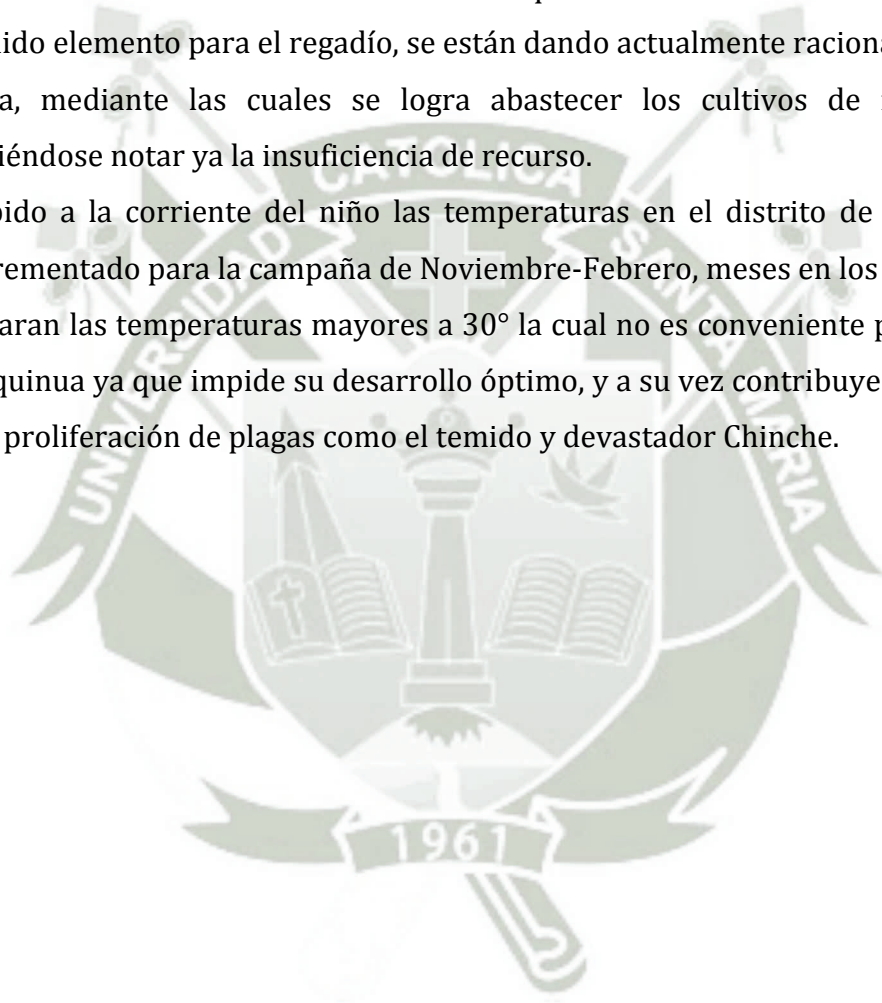 ido elemento para el regadío, se están dando actualmente raciona
a, mediante las cuales se logra abastecer los cultivos de
iéndose notar ya la insuficiencia de recurso.
ido a la corriente del niño las temperaturas en el distrito de
rementado para la campaña de Noviembre-Febrero, meses en los
aran las temperaturas mayores a 30° la cual no es conveniente p
quinua ya que impide su desarrollo óptimo, y a su vez contribuye
proliferación de plagas como el temido y devastador Chinche.
UNIVERSIDAD CATOLICA SANTA MARIA
1961